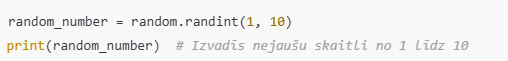 random_number = random.randint(1, 10)
print(random_number)  # Izvadīs nejaušu skaitli no 1 līdz 10